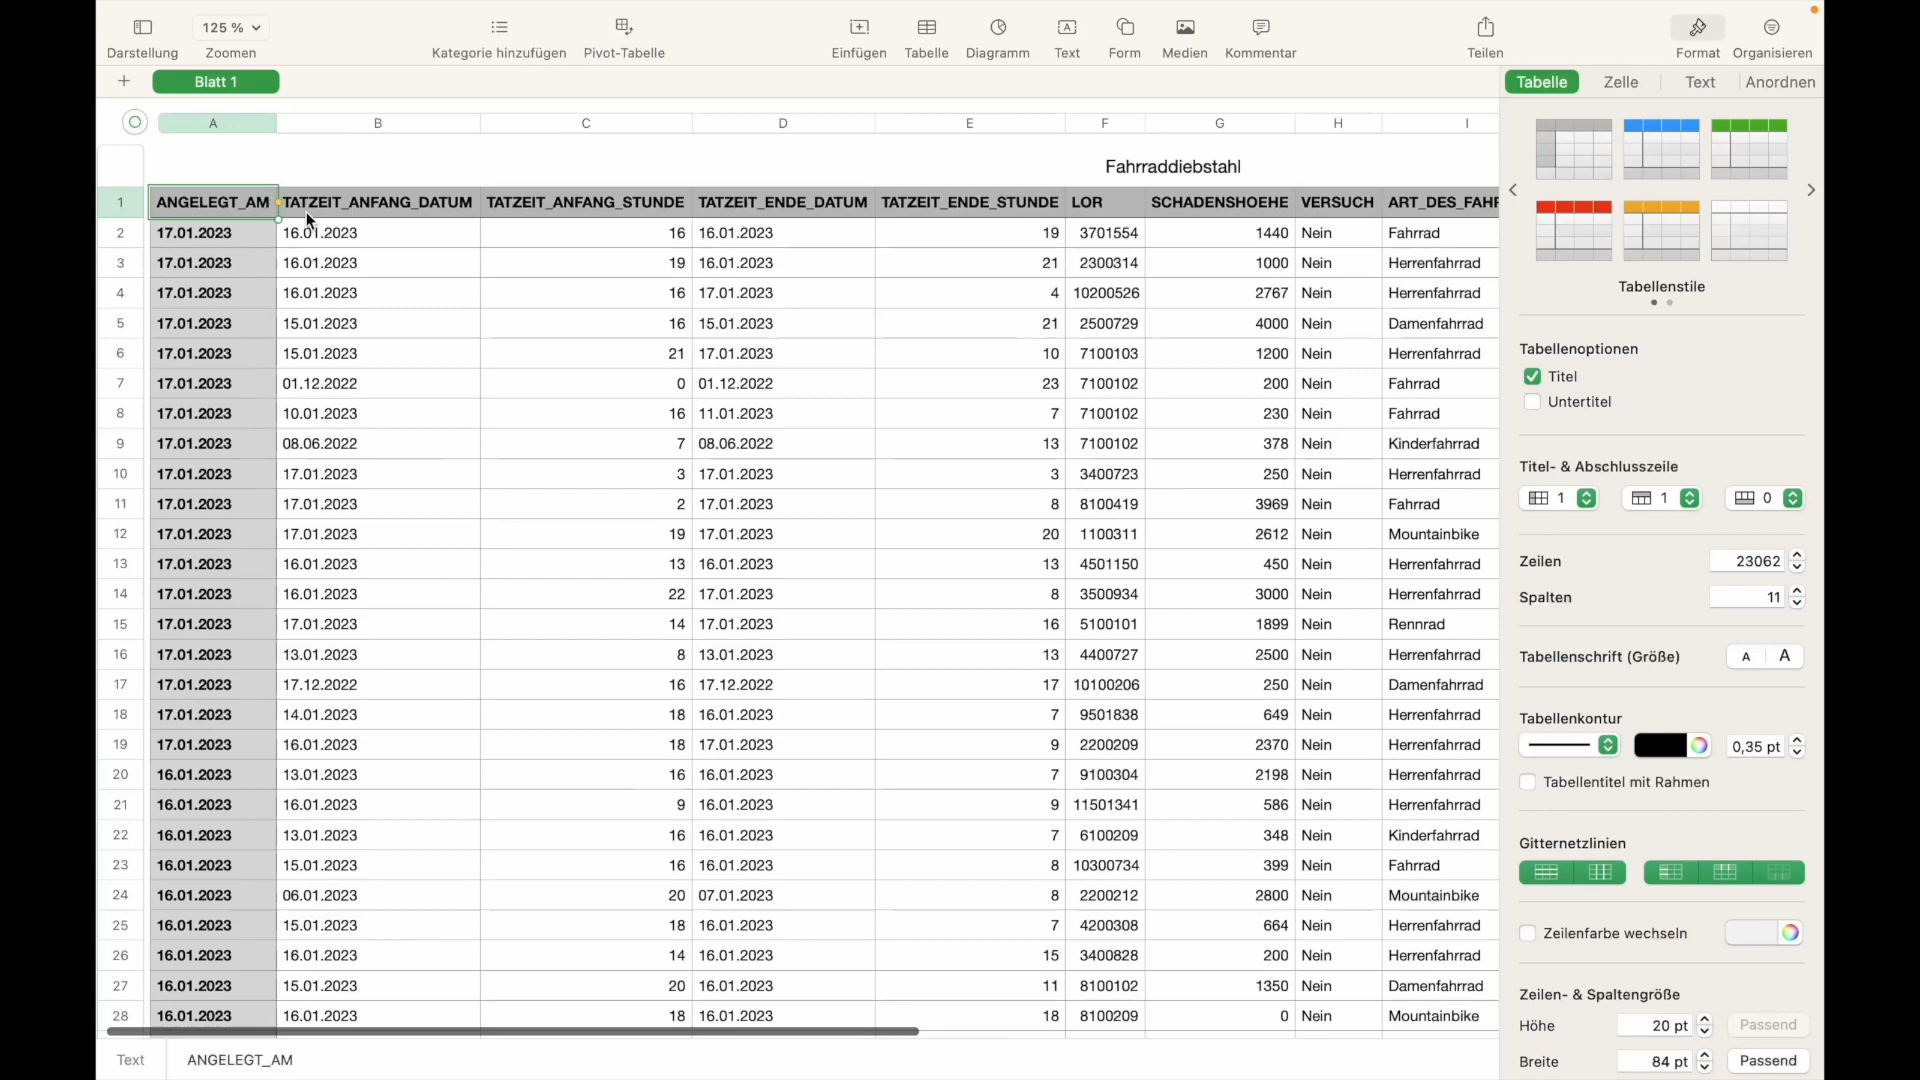 125 %
Darstellung Zoomen Kategorie hinzufügen Pivot-Tabelle Einfügen Tabelle Diagramm Text Form Medien Kommentar Teilen Format Organisieren
+ Blatt 1
Tabelle Zelle Text Anordnen
A B C D E F G H I
Fahrraddiebstahl
1 ANGELEGT_AM TATZEIT_ANFANG_DATUM TATZEIT_ANFANG_STUNDE TATZEIT_ENDE_DATUM TATZEIT_ENDE_STUNDE LOR SCHADENSHOEHE VERSUCH ART_DES_FAHR
2 17.01.2023 16.01.2023 16 16.01.2023 19 3701554 1440 Nein Fahrrad
3 17.01.2023 16.01.2023 19 16.01.2023 21 2300314 1000 Nein Herrenfahrrad
4 17.01.2023 16.01.2023 16 17.01.2023 4 10200526 2767 Nein Herrenfahrrad
5 17.01.2023 15.01.2023 16 15.01.2023 21 2500729 4000 Nein Damenfahrrad
6 17.01.2023 15.01.2023 21 17.01.2023 10 7100103 1200 Nein Herrenfahrrad
7 17.01.2023 01.12.2022 0 01.12.2022 23 7100102 200 Nein Fahrrad
8 17.01.2023 10.01.2023 16 11.01.2023 7 7100102 230 Nein Fahrrad
9 17.01.2023 08.06.2022 7 08.06.2022 13 7100102 378 Nein Kinderfahrrad
10 17.01.2023 17.01.2023 3 17.01.2023 3 3400723 250 Nein Herrenfahrrad
11 17.01.2023 17.01.2023 2 17.01.2023 8 8100419 3969 Nein Fahrrad
12 17.01.2023 17.01.2023 19 17.01.2023 20 1100311 2612 Nein Mountainbike
13 17.01.2023 16.01.2023 13 16.01.2023 13 4501150 450 Nein Herrenfahrrad
14 17.01.2023 16.01.2023 22 17.01.2023 8 3500934 3000 Nein Herrenfahrrad
15 17.01.2023 17.01.2023 14 17.01.2023 16 5100101 1899 Nein Rennrad
16 17.01.2023 13.01.2023 8 13.01.2023 13 4400727 2500 Nein Herrenfahrrad
17 17.01.2023 17.12.2022 16 17.12.2022 17 10100206 250 Nein Damenfahrrad
18 17.01.2023 14.01.2023 18 16.01.2023 7 9501838 649 Nein Herrenfahrrad
19 17.01.2023 16.01.2023 18 17.01.2023 9 2200209 2370 Nein Herrenfahrrad
20 16.01.2023 13.01.2023 16 16.01.2023 7 9100304 2198 Nein Herrenfahrrad
21 16.01.2023 16.01.2023 9 16.01.2023 9 11501341 586 Nein Herrenfahrrad
22 16.01.2023 13.01.2023 16 16.01.2023 7 6100209 348 Nein Kinderfahrrad
23 16.01.2023 15.01.2023 16 16.01.2023 8 10300734 399 Nein Fahrrad
24 16.01.2023 06.01.2023 20 07.01.2023 8 2200212 2800 Nein Mountainbike
25 16.01.2023 15.01.2023 18 16.01.2023 7 4200308 664 Nein Herrenfahrrad
26 16.01.2023 16.01.2023 14 16.01.2023 15 3400828 200 Nein Herrenfahrrad
27 16.01.2023 15.01.2023 20 16.01.2023 11 8100102 1350 Nein Damenfahrrad
28 16.01.2023 16.01.2023 18 16.01.2023 18 8100209 0 Nein Mountainbike
Text ANGELEGT_AM
Tabellenstile
Tabellenoptionen
Titel
Untertitel
Titel- & Abschlusszeile
1 1 0
Zeilen 23062
Spalten 11
Tabellenschrift (Größe) A A
Tabellenkontur
0,35 pt
Tabellentitel mit Rahmen
Gitternetzlinien
Zeilenfarbe wechseln
Zeilen- & Spaltengröße
Höhe 20 pt Passend
Breite 84 pt Passend